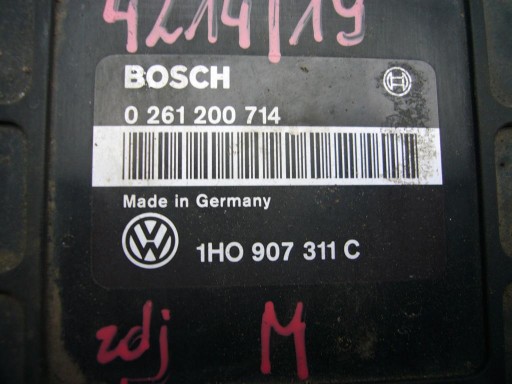 4214/19
BOSCH
0 261 200 714
Made in Germany
1HO 907 311 C
zdj M